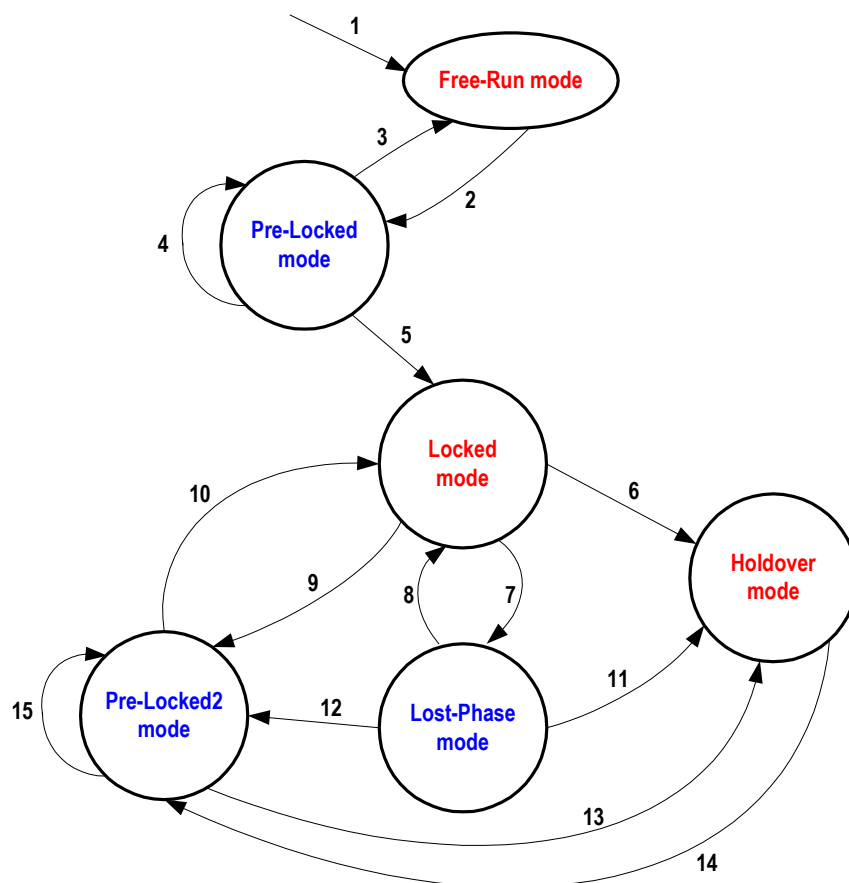 1
Free-Run mode
3
2
Pre-Locked
mode
4
5
Locked
mode
10
6
9
8
7
Holdover
mode
11
15
Pre-Locked2
mode
12
Lost-Phase
mode
13
14